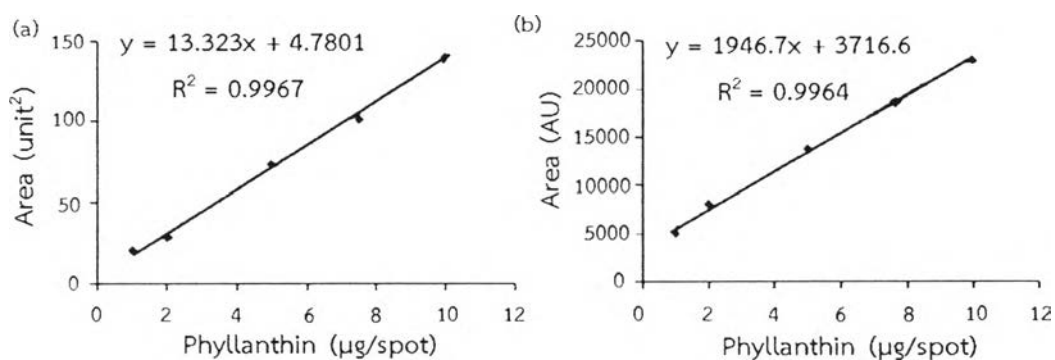 (a)
y = 13.323x + 4.7801
R² = 0.9967
Area (unit²)
150
100
50
0
0 2 4 6 8 10 12
Phyllanthin (µg/spot)
(b)
y = 1946.7x + 3716.6
R² = 0.9964
Area (AU)
25000
20000
15000
10000
5000
0
0 2 4 6 8 10 12
Phyllanthin (µg/spot)